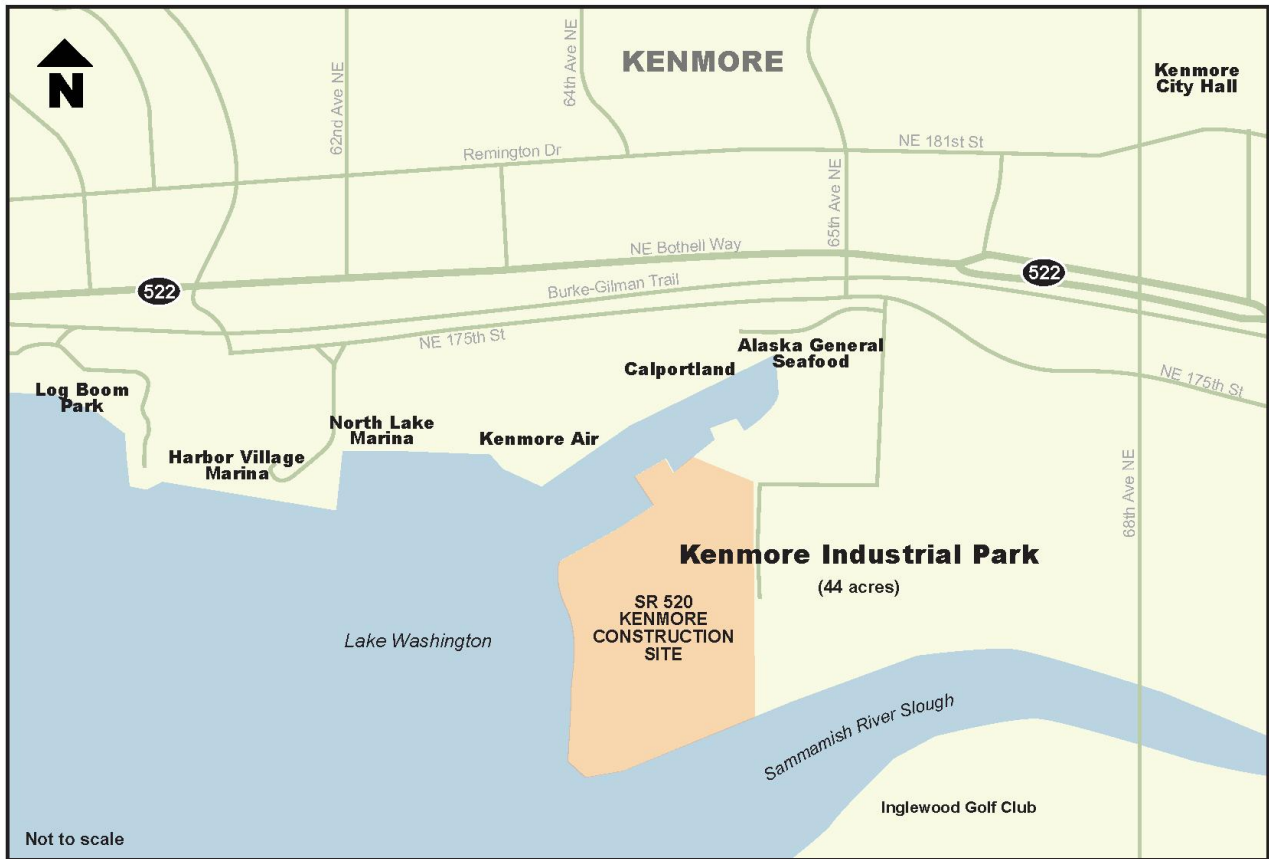 N
KENMORE
Kenmore
City Hall
62nd Ave NE
64th Ave NE
Remington Dr
NE 181st St
65th Ave NE
NE Bothell Way
522
522
Burke-Gilman Trail
NE 175th St
Alaska General
Seafood
Calportland
NE 175th St
Log Boom
Park
North Lake
Marina
Kenmore Air
Harbor Village
Marina
68th Ave NE
Kenmore Industrial Park
(44 acres)
SR 520
KENMORE
CONSTRUCTION
SITE
Lake Washington
Sammamish River Slough
Inglewood Golf Club
Not to scale